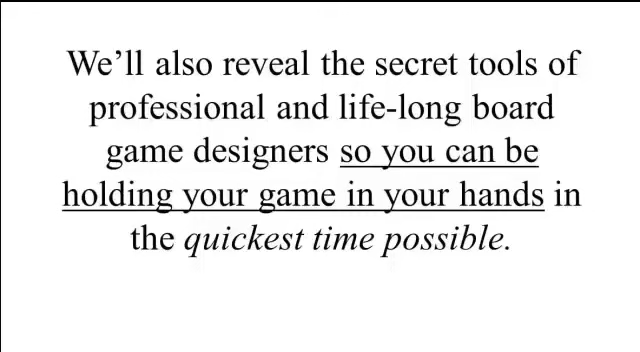 We’ll also reveal the secret tools of
professional and life-long board
game designers so you can be
holding your game in your hands in
the quickest time possible.